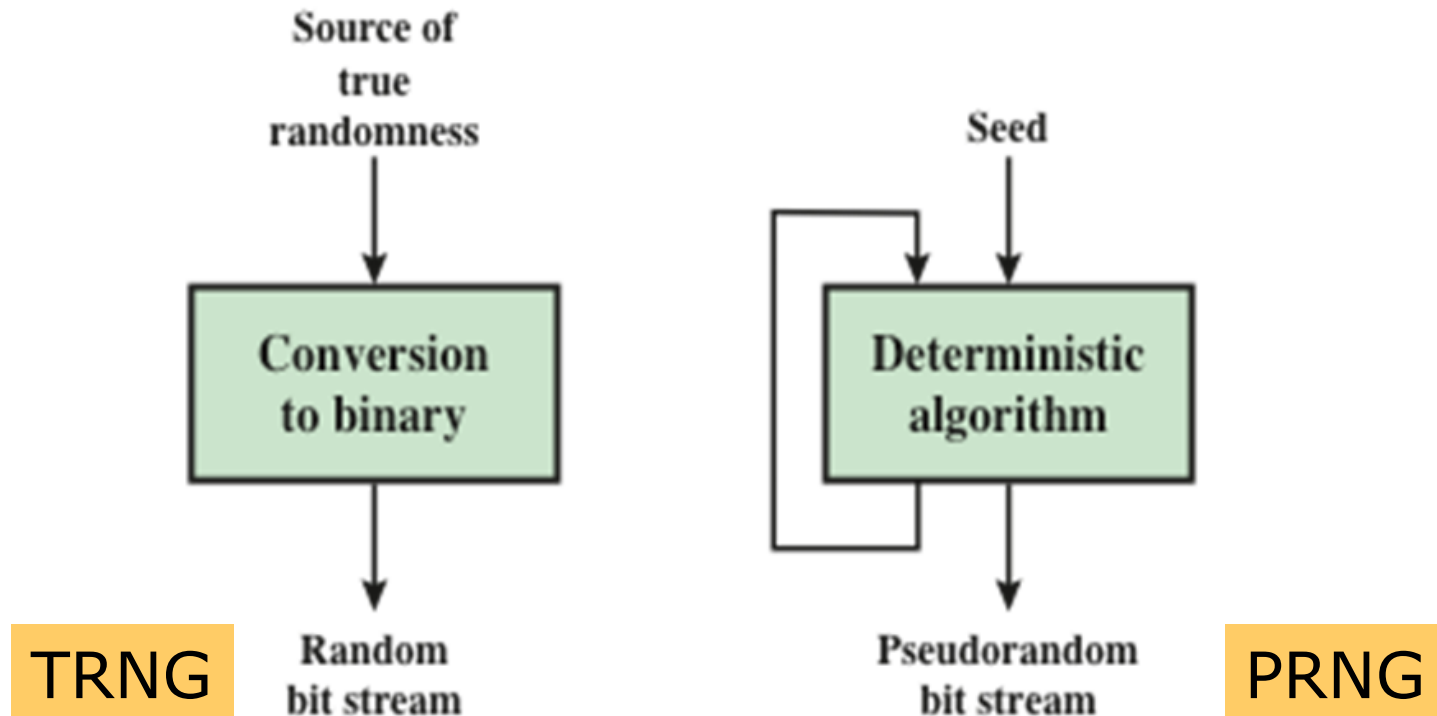 Source of
true
randomness
Conversion
to binary
Random
bit stream
TRNG
Seed
Deterministic
algorithm
Pseudorandom
bit stream
PRNG